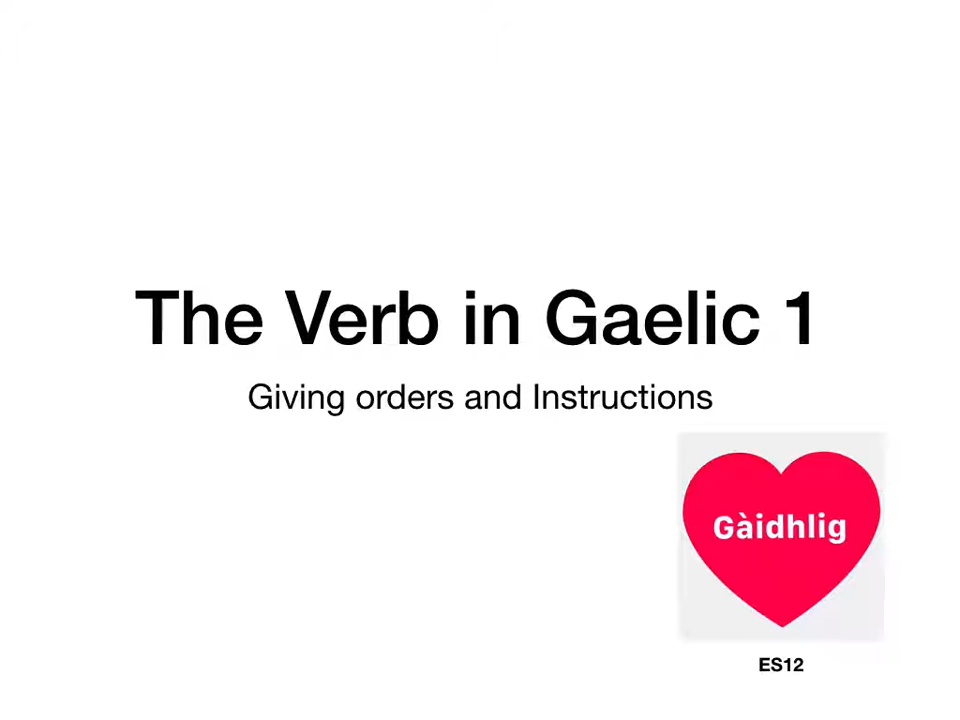 The Verb in Gaelic 1
Giving orders and Instructions
Gàidhlig
ES12